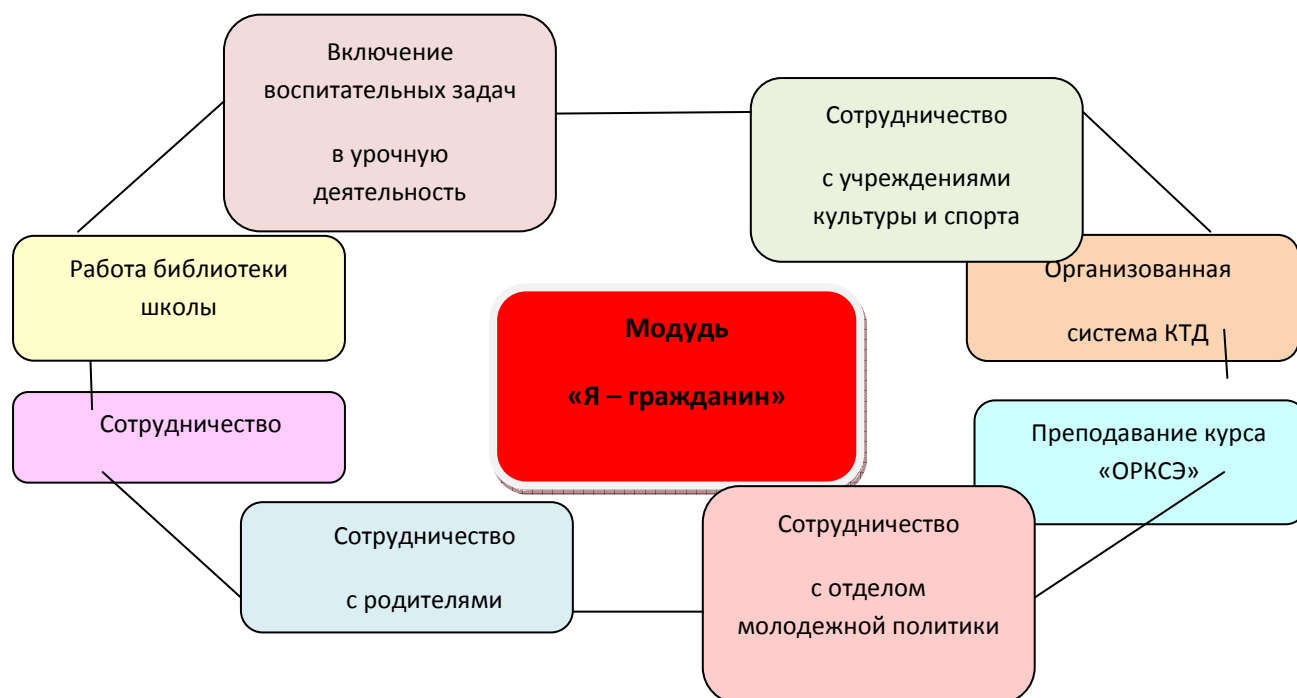 Включение
воспитательных задач
в урочную
деятельность
Сотрудничество
с учреждениями
культуры и спорта
Работа библиотеки
школы
Организованная
система КТД
Модудь
«Я – гражданин»
Сотрудничество
Преподавание курса
«ОРКСЭ»
Сотрудничество
с родителями
Сотрудничество
с отделом
молодежной политики